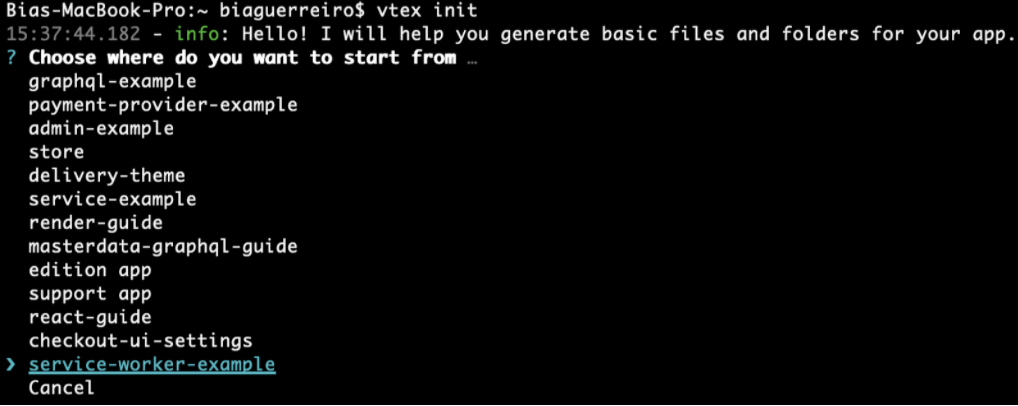 Bias-MacBook-Pro:~ biaguerreiro$ vtex init
15:37:44.182 - info: Hello! I will help you generate basic files and folders for your app.
? Choose where do you want to start from …
graphql-example
payment-provider-example
admin-example
store
delivery-theme
service-example
render-guide
masterdata-graphql-guide
edition app
support app
react-guide
checkout-ui-settings
❯ service-worker-example
Cancel